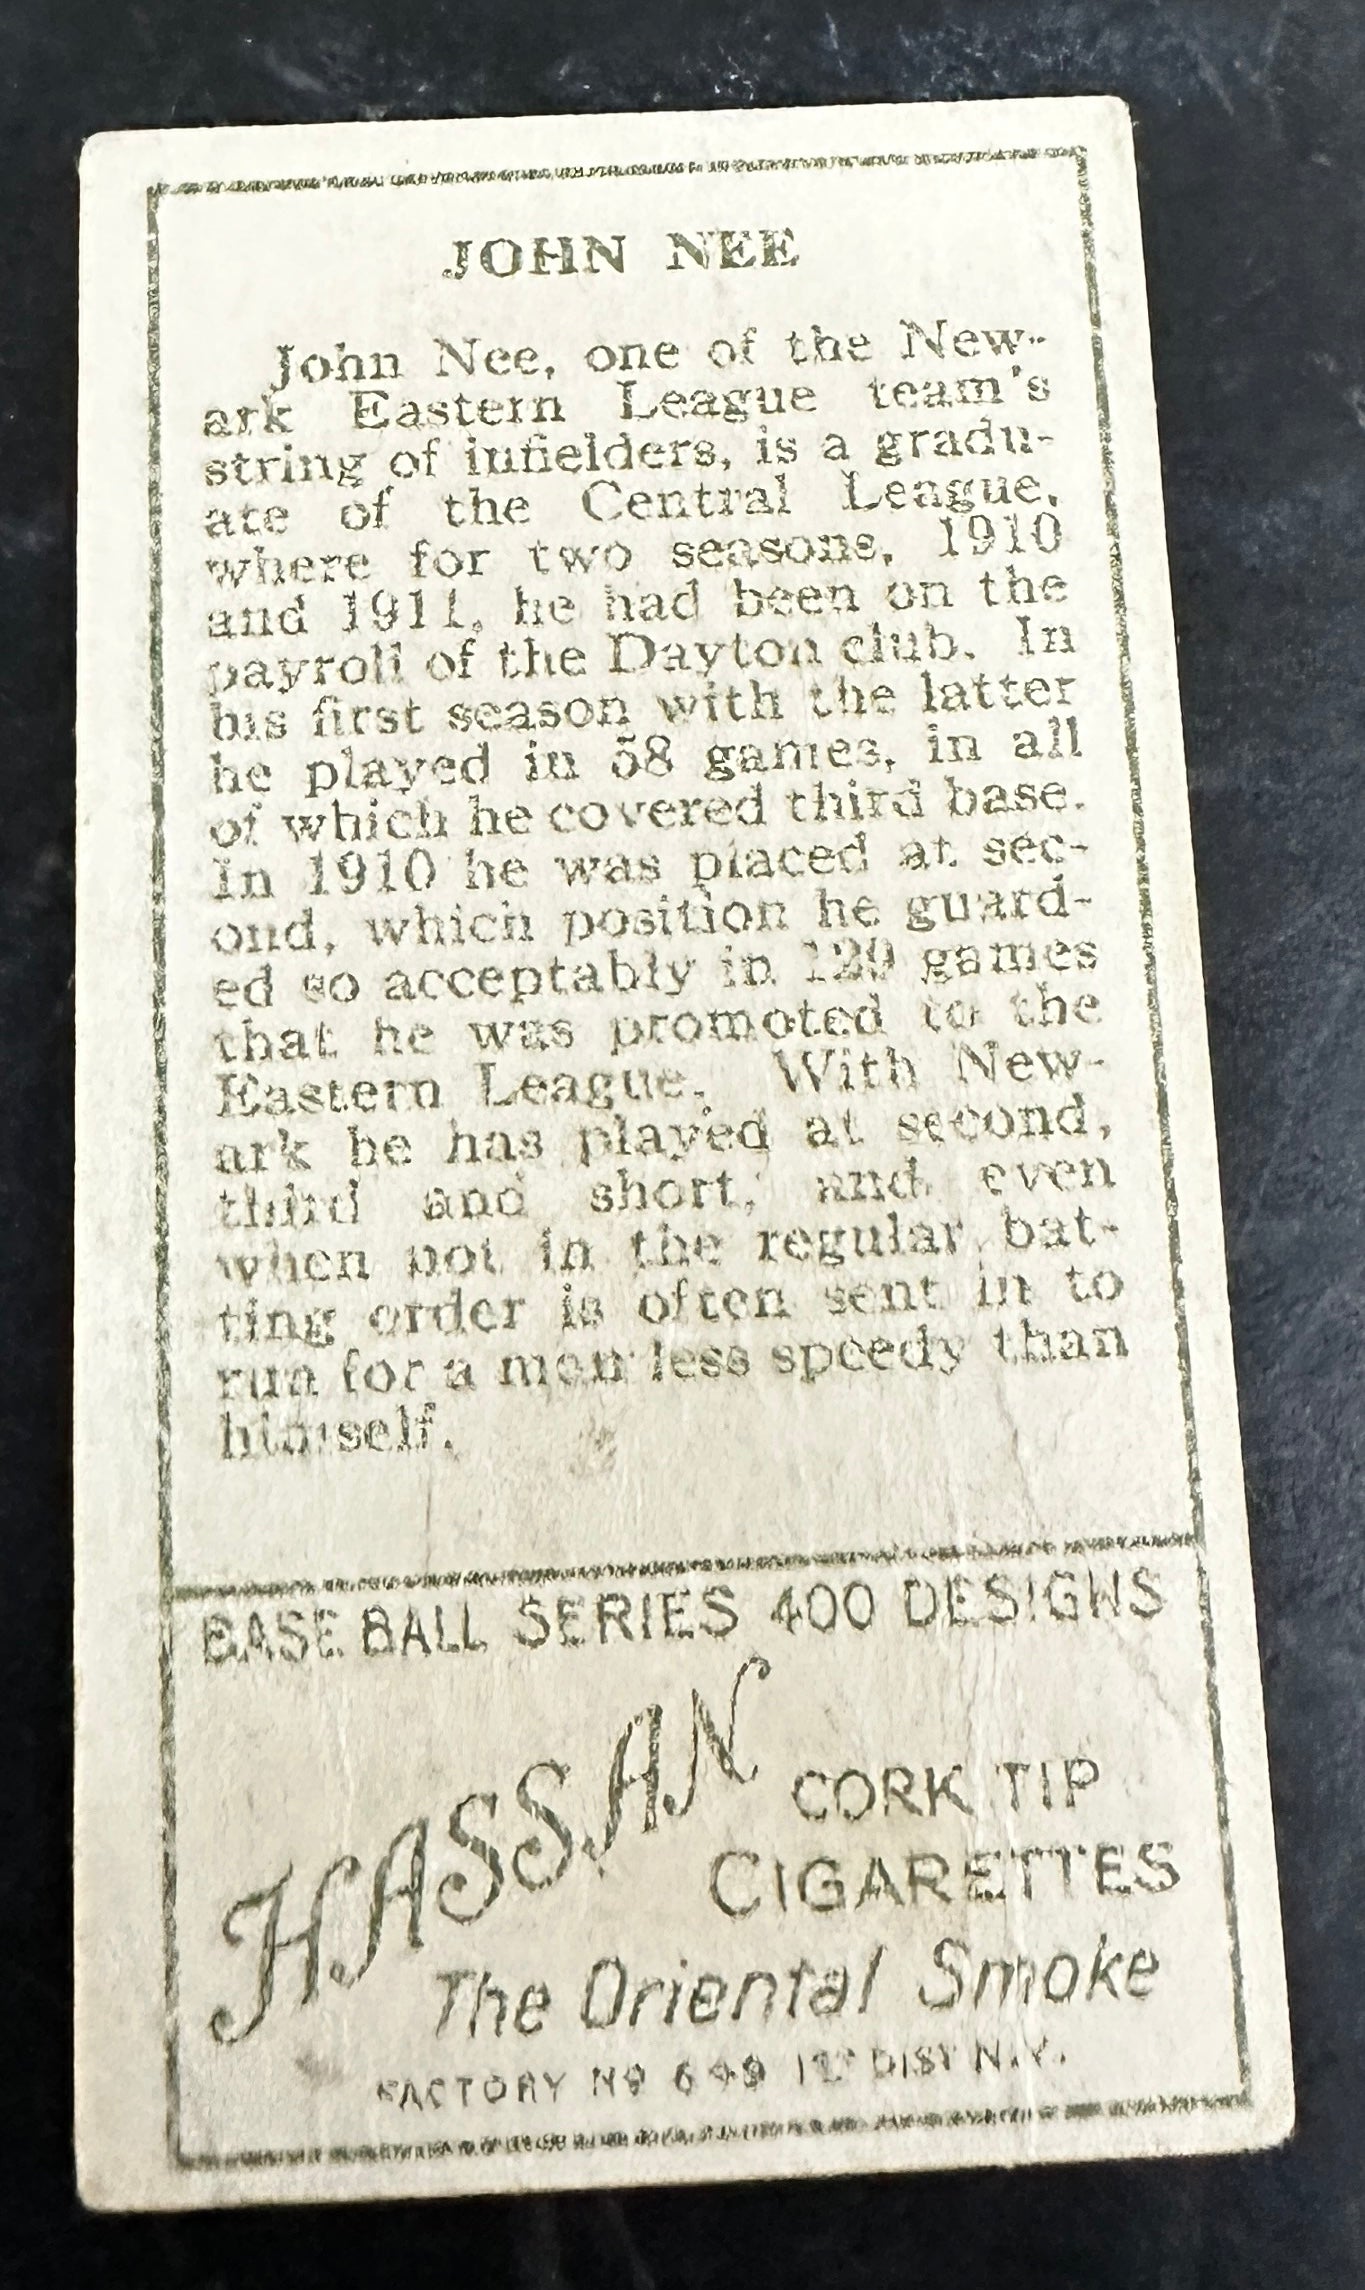 JOHN NEE
John Nee, one of the New-
ark Eastern League team's
string of infielders, is a gradu-
ate of the Central League,
where for two seasons, 1910
and 1911, he had been on the
payroll of the Dayton club. In
his first season with the latter
he played in 58 games, in all
of which he covered third base.
In 1910 he was placed at sec-
ond, which position he guard-
ed so acceptably in 129 games
that he was promoted to the
Eastern League. With New-
ark he has played at second,
third and short, and even
when not in the regular bat-
ting order is often sent in to
run for a man less speedy than
himself.
BASE BALL SERIES 400 DESIGNS
HASSAN CORK TIP
CIGARETTES
The Oriental Smoke
FACTORY No 649 1ST DIST N.Y.